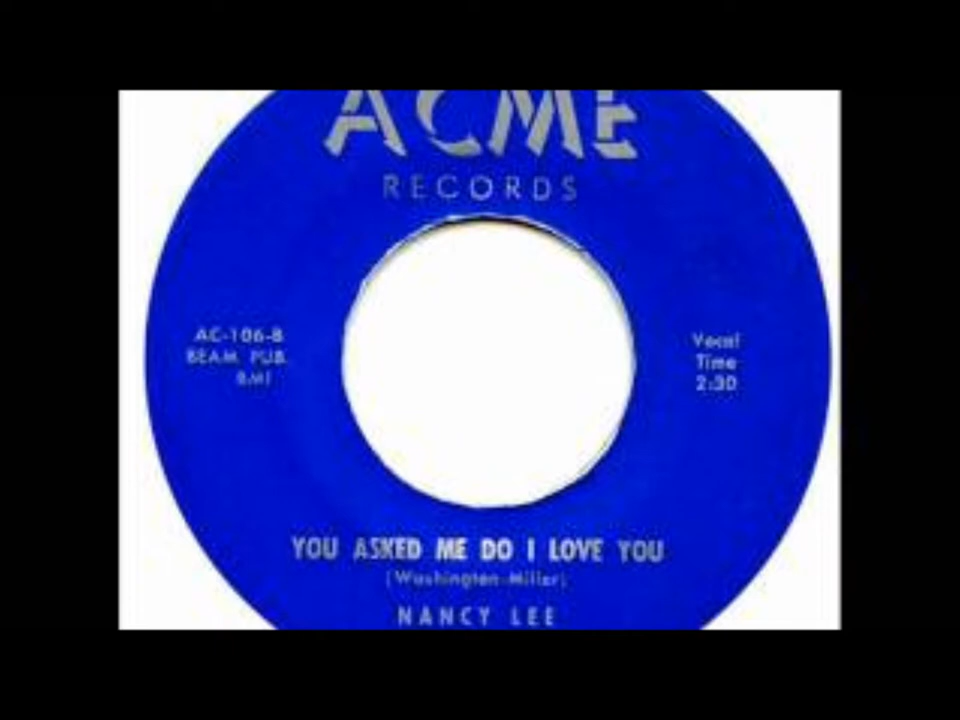 ACME
RECORDS
AC-106-B
BEAM PUB.
BMI
Vocal
Time
2:30
YOU ASKED ME DO I LOVE YOU
(Washington-Miller)
NANCY LEE